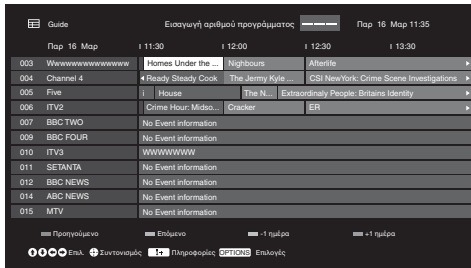 Guide Εισαγωγή αριθμού προγράμματος --- Παρ 16 Μαρ 11:35
Παρ 16 Μαρ 11:30 12:00 12:30 13:30
003 Wwwwwwwwwwwwww Homes Under the ... Nighbours Afterlife
004 Channel 4 Ready Steady Cook The Jermy Kyle ... CSI NewYork: Crime Scene Investigations
005 Five i House The N... Extraordinaly People: Britains Identity
006 ITV2 Crime Hour: Midso... Cracker ER
007 BBC TWO No Event information
009 BBC FOUR No Event information
010 ITV3 WWWWWWW
011 SETANTA No Event information
012 BBC NEWS No Event information
014 ABC NEWS No Event information
015 MTV No Event information
Προηγούμενο Επόμενο -1 ημέρα +1 ημέρα
Επιλ. Συντονισμός Πληροφορίες OPTIONS Επιλογές